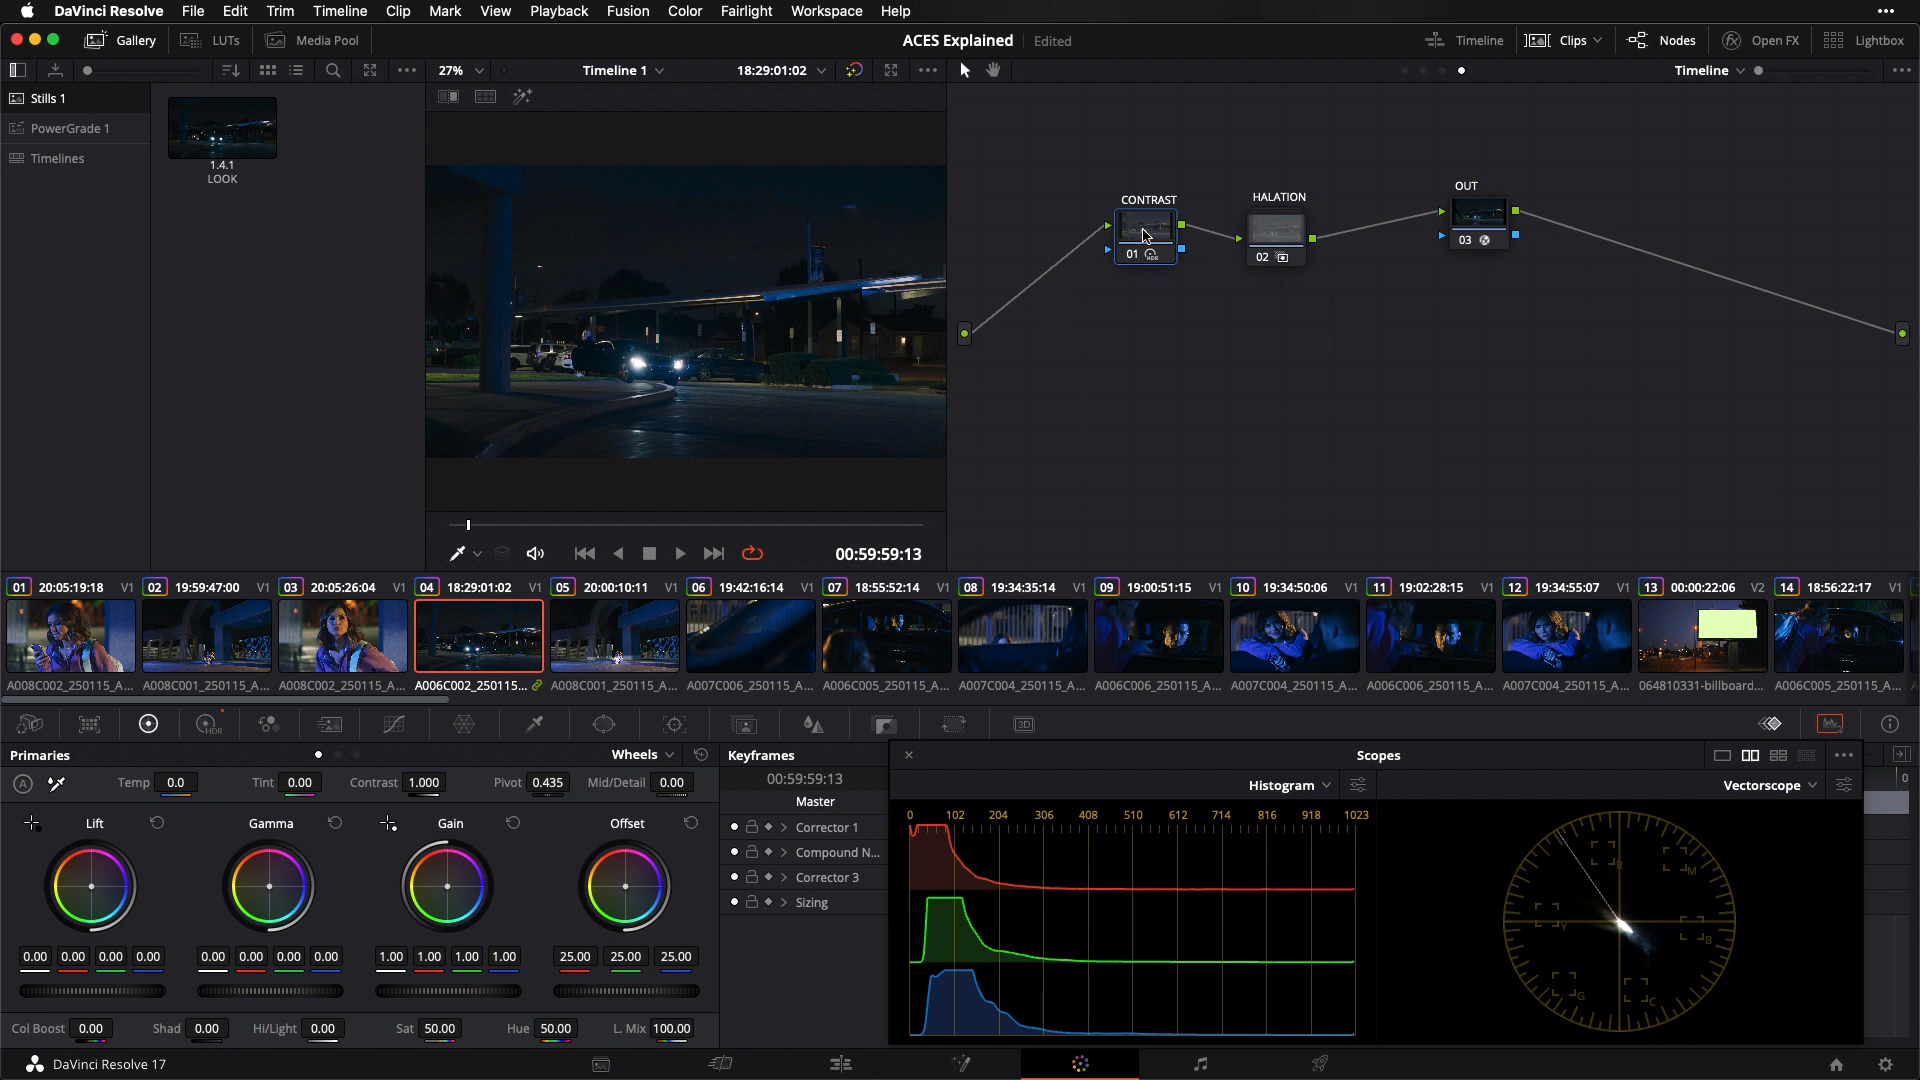 DaVinci Resolve File Edit Trim Timeline Clip Mark View Playback Fusion Color Fairlight Workspace Help
Gallery LUTs Media Pool ACES Explained Edited Timeline Clips Nodes Open FX Lightbox
27% Timeline 1 18:29:01:02 Timeline
Stills 1
PowerGrade 1
Timelines
1.4.1
LOOK
CONTRAST
01 HDR
HALATION
02
OUT
03
00:59:59:13
01 20:05:19:18 V1 02 19:59:47:00 V1 03 20:05:26:04 V1 04 18:29:01:02 V1 05 20:00:10:11 V1 06 19:42:16:14 V1 07 18:55:52:14 V1 08 19:34:35:14 V1 09 19:00:51:15 V1 10 19:34:50:06 V1 11 19:02:28:15 V1 12 19:34:55:07 V1 13 00:00:22:06 V2 14 18:56:22:17 V1
A008C002_250115_A... A008C001_250115_A... A008C002_250115_A... A006C002_250115... A008C001_250115_A... A007C006_250115_A... A006C005_250115_A... A007C004_250115_A... A006C006_250115_A... A007C004_250115_A... A006C006_250115_A... A007C004_250115_A... 064810331-billboard... A006C005_250115_A...
HDR 3D
Primaries Wheels
A Temp 0.0 Tint 0.00 Contrast 1.000 Pivot 0.435 Mid/Detail 0.00
Lift Gamma Gain Offset
0.00 0.00 0.00 0.00 0.00 0.00 0.00 0.00 1.00 1.00 1.00 1.00 25.00 25.00 25.00
Col Boost 0.00 Shad 0.00 Hi/Light 0.00 Sat 50.00 Hue 50.00 L. Mix 100.00
Keyframes
00:59:59:13
Master
Corrector 1
Compound N...
Corrector 3
Sizing
Scopes
0
Histogram Vectorscope
0 102 204 306 408 510 612 714 816 918 1023
R M
Y B
G C
DaVinci Resolve 17